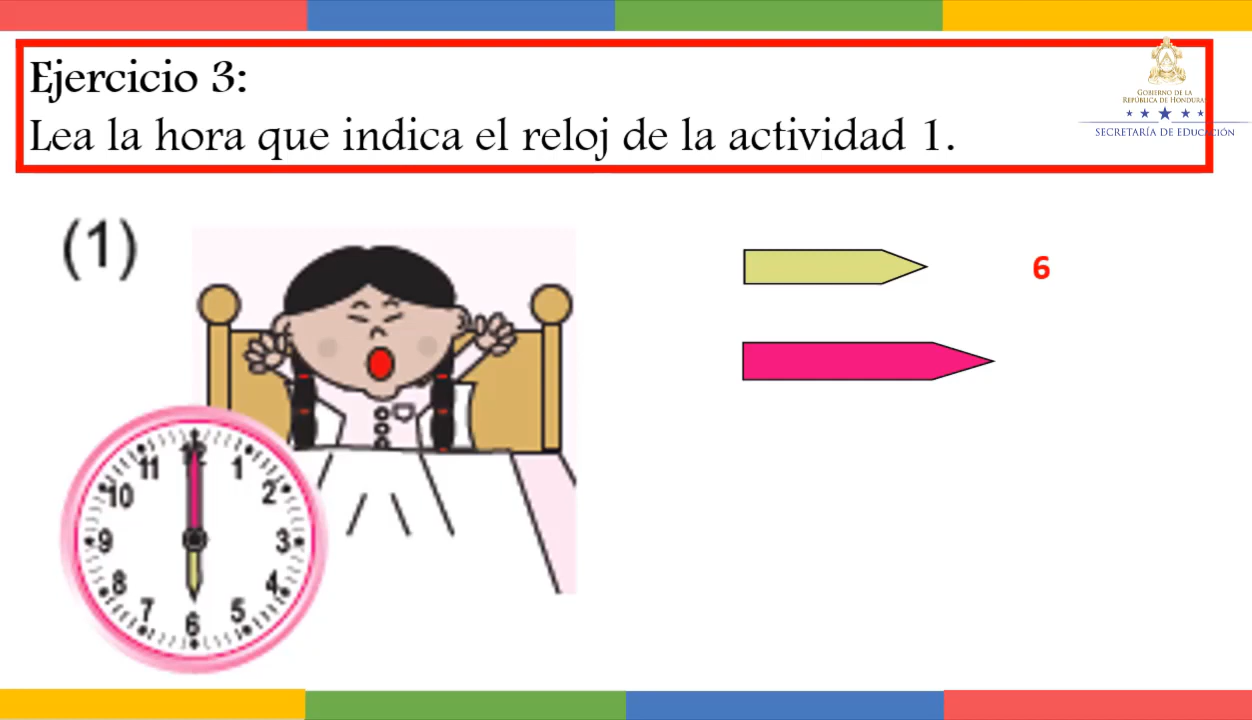 Ejercicio 3:
Lea la hora que indica el reloj de la actividad 1.
GOBIERNO DE LA
REPÚBLICA DE HONDURAS
SECRETARÍA DE EDUCACIÓN
(1)
6
12
11
1
10
2
9
3
8
4
7
5
6